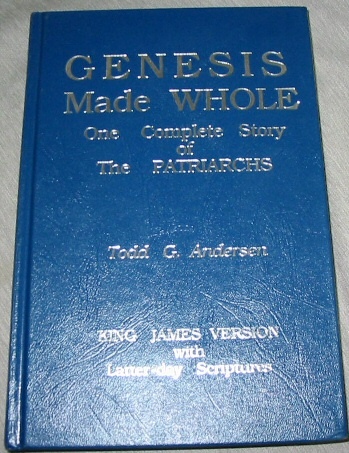 GENESIS
Made WHOLE
One Complete Story
of
The PATRIARCHS
Todd G. Andersen
KING JAMES VERSION
with
Latter-day Scriptures